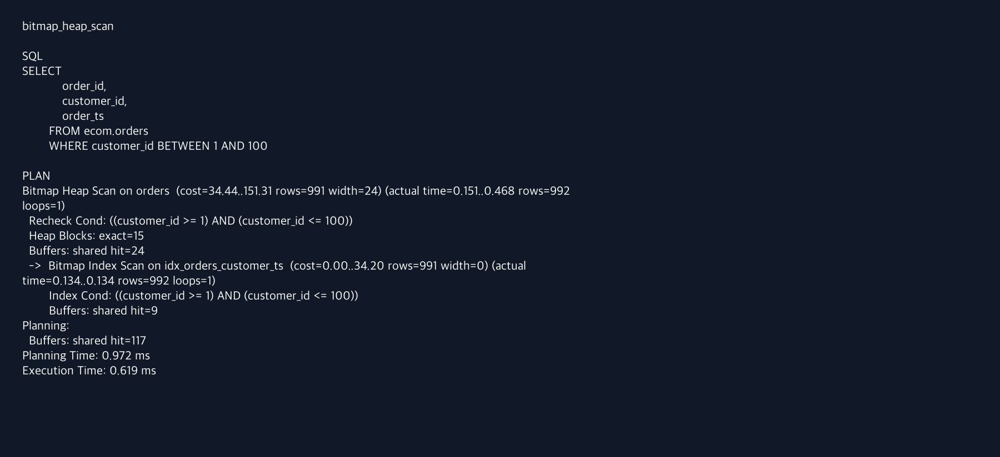 bitmap_heap_scan

SQL
SELECT
            order_id,
            customer_id,
            order_ts
        FROM ecom.orders
        WHERE customer_id BETWEEN 1 AND 100

PLAN
Bitmap Heap Scan on orders  (cost=34.44..151.31 rows=991 width=24) (actual time=0.151..0.468 rows=992
loops=1)
  Recheck Cond: ((customer_id >= 1) AND (customer_id <= 100))
  Heap Blocks: exact=15
  Buffers: shared hit=24
  ->  Bitmap Index Scan on idx_orders_customer_ts  (cost=0.00..34.20 rows=991 width=0) (actual
time=0.134..0.134 rows=992 loops=1)
        Index Cond: ((customer_id >= 1) AND (customer_id <= 100))
        Buffers: shared hit=9
Planning:
  Buffers: shared hit=117
Planning Time: 0.972 ms
Execution Time: 0.619 ms